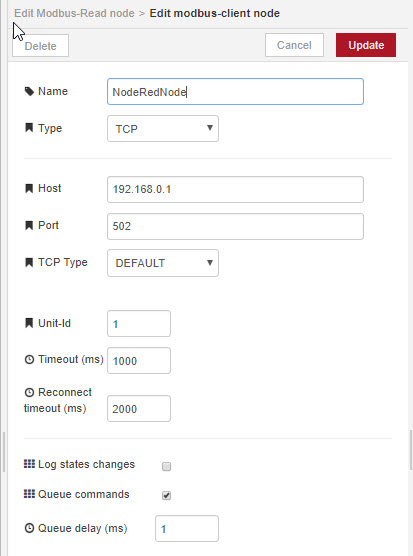 Edit Modbus-Read node > Edit modbus-client node
Delete Cancel Update
Name NodeRedNode
Type TCP
Host 192.168.0.1
Port 502
TCP Type DEFAULT
Unit-Id 1
Timeout (ms) 1000
Reconnect
timeout (ms) 2000
Log states changes
Queue commands
Queue delay (ms) 1